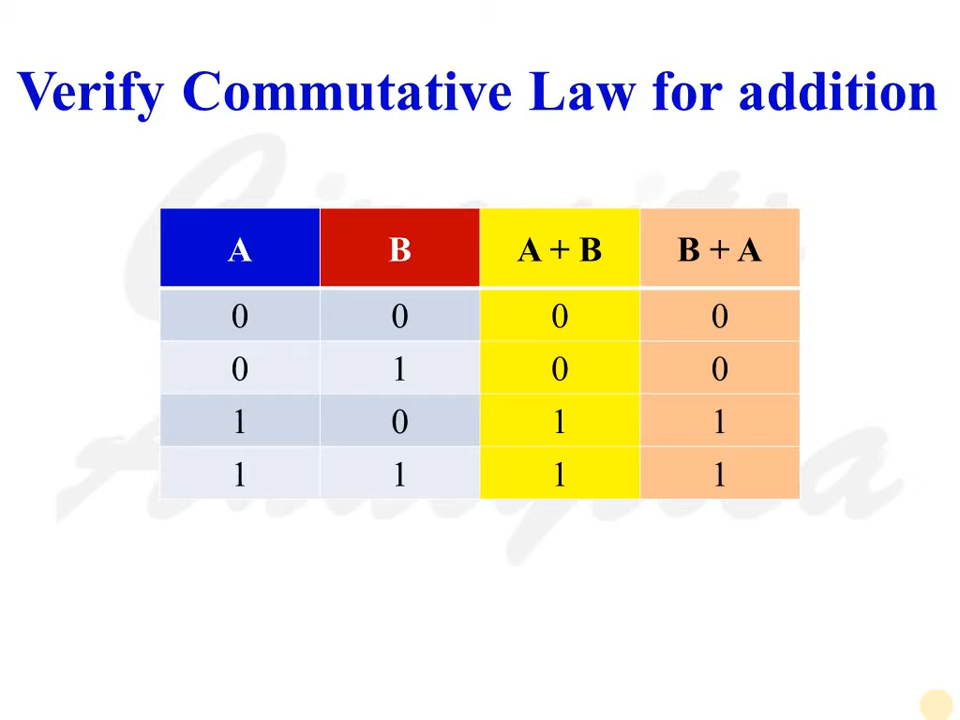 Verify Commutative Law for addition
A B A + B B + A
0 0 0 0
0 1 0 0
1 0 1 1
1 1 1 1